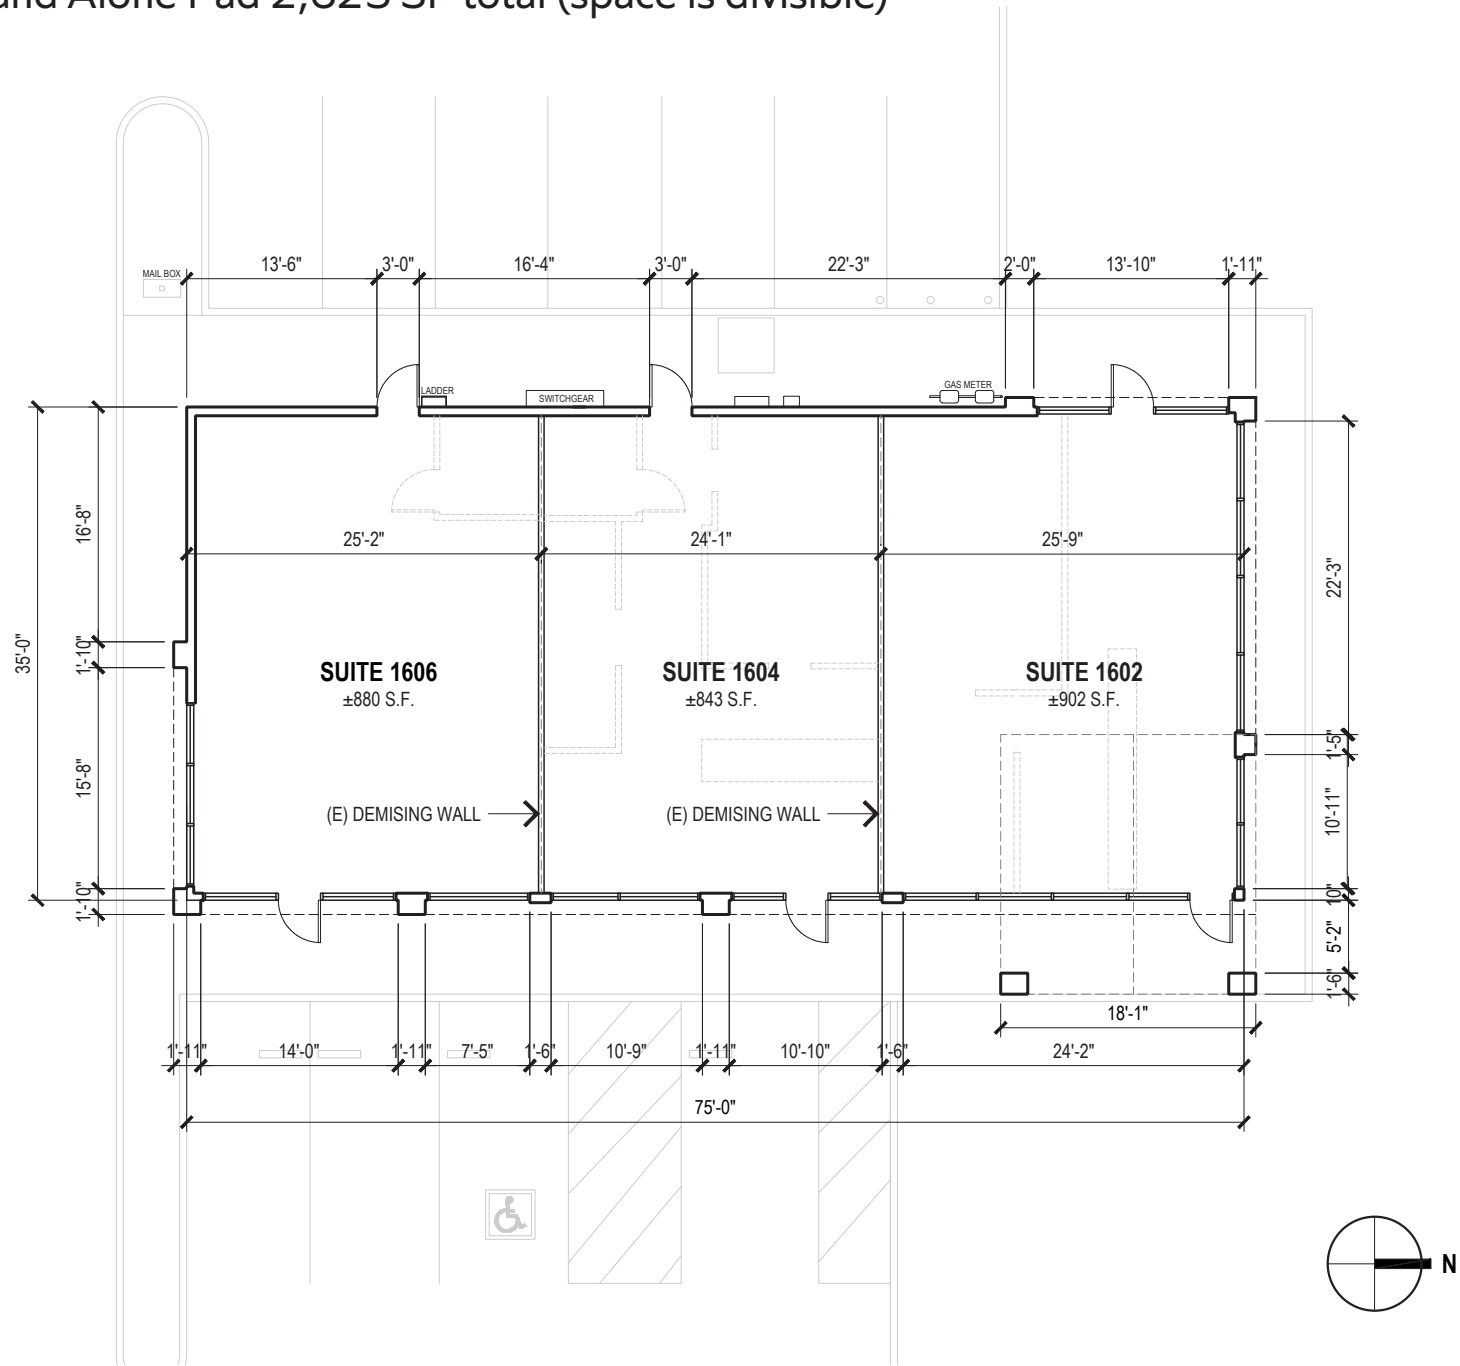 and Alone Pad 2,625 SF total (space is divisible)
13'-6"
3'-0"
16'-4"
3'-0"
22'-3"
2'-0"
13'-10"
1'-11"
MAIL BOX
LADDER
SWITCHGEAR
GAS METER
35'-0"
16'-8"
1'-10"
15'-8"
1'-10"
25'-2"
24'-1"
25'-9"
22'-3"
1'-5"
10'-11"
10"
5'-2"
1'-6"
SUITE 1606
±880 S.F.
SUITE 1604
±843 S.F.
SUITE 1602
±902 S.F.
(E) DEMISING WALL
(E) DEMISING WALL
18'-1"
1'-11"
14'-0"
1'-11"
7'-5"
1'-6"
10'-9"
1'-11"
10'-10"
1'-6"
24'-2"
75'-0"
N